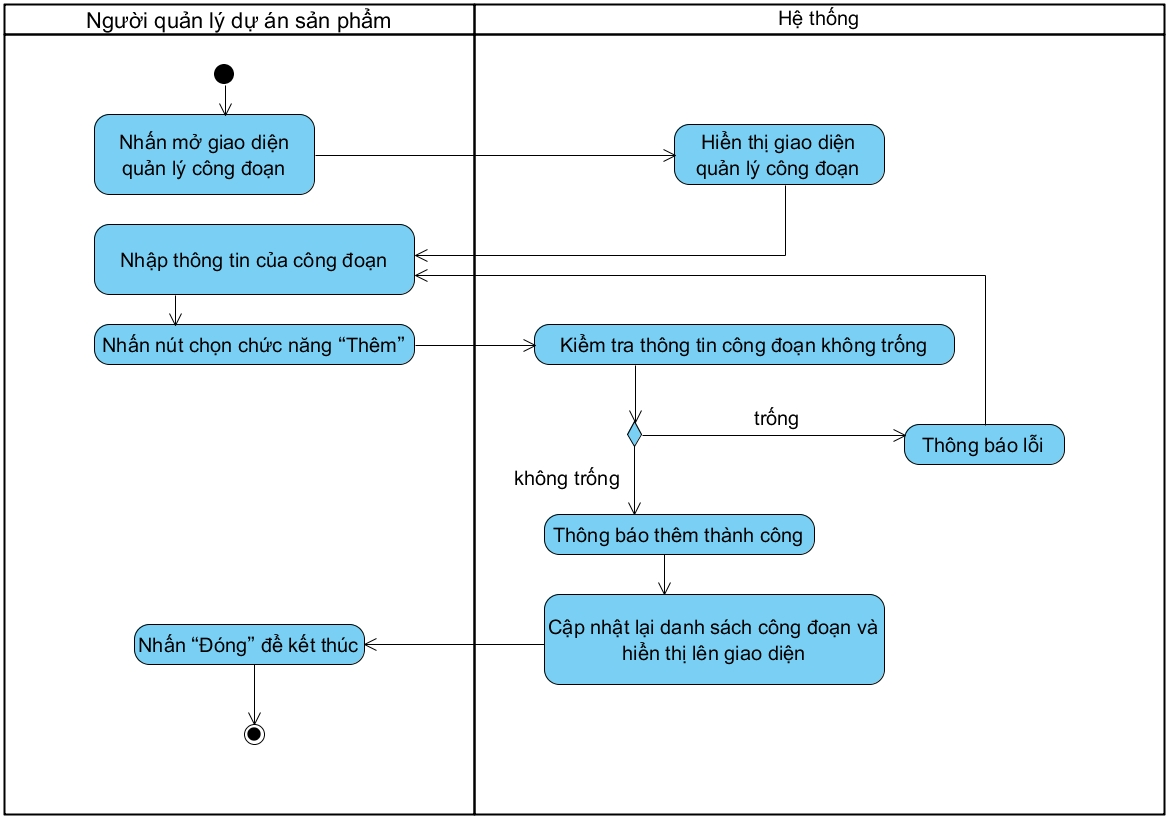 Người quản lý dự án sản phẩm
Hệ thống
Nhấn mở giao diện
quản lý công đoạn
Hiển thị giao diện
quản lý công đoạn
Nhập thông tin của công đoạn
Nhấn nút chọn chức năng “Thêm”
Kiểm tra thông tin công đoạn không trống
trống
Thông báo lỗi
không trống
Thông báo thêm thành công
Cập nhật lại danh sách công đoạn và
hiển thị lên giao diện
Nhấn “Đóng” để kết thúc